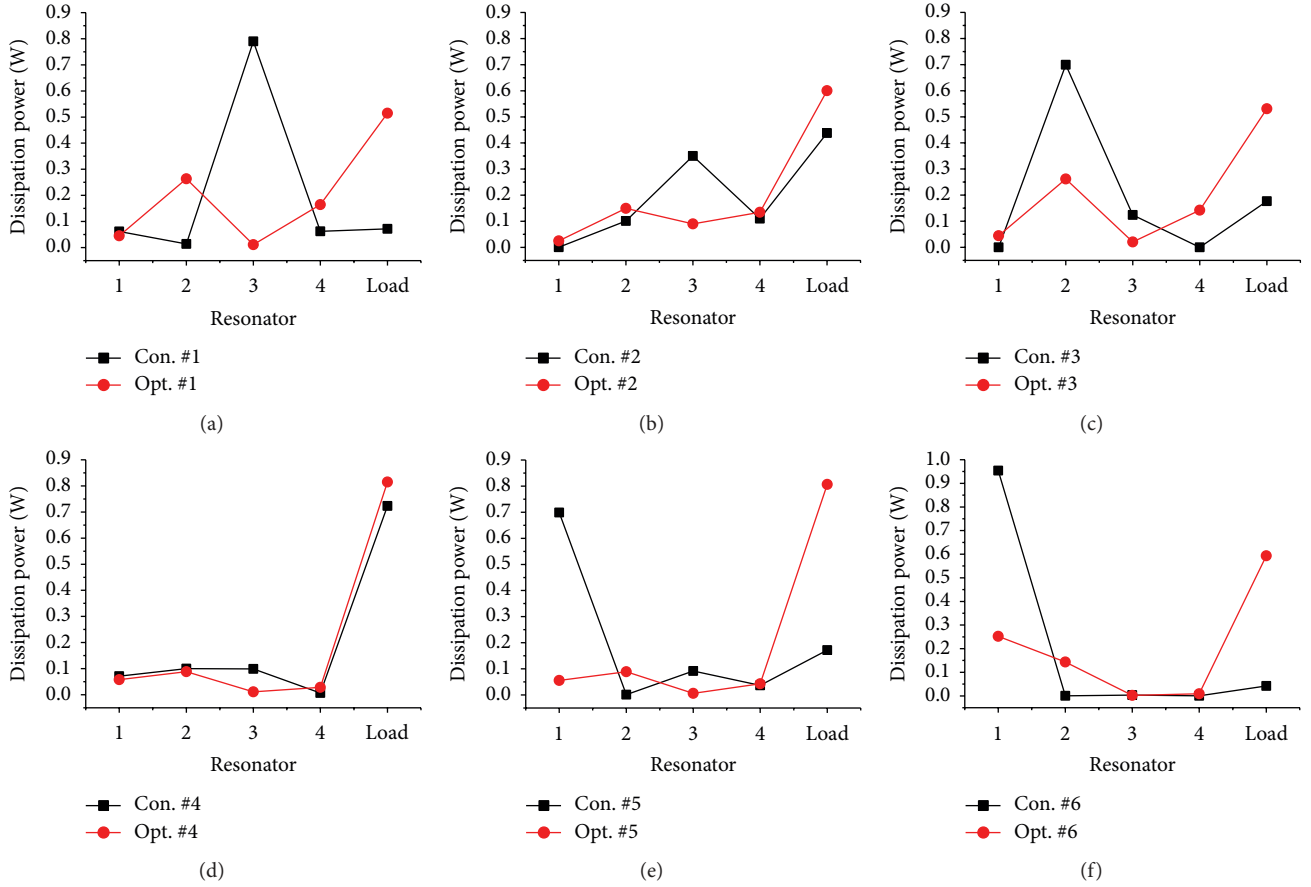 Dissipation power (W)
0.9
0.8
0.7
0.6
0.5
0.4
0.3
0.2
0.1
0.0
1 2 3 4 Load
Resonator
Con. #1
Opt. #1
(a)
Dissipation power (W)
0.9
0.8
0.7
0.6
0.5
0.4
0.3
0.2
0.1
0.0
1 2 3 4 Load
Resonator
Con. #2
Opt. #2
(b)
Dissipation power (W)
0.9
0.8
0.7
0.6
0.5
0.4
0.3
0.2
0.1
0.0
1 2 3 4 Load
Resonator
Con. #3
Opt. #3
(c)
Dissipation power (W)
0.9
0.8
0.7
0.6
0.5
0.4
0.3
0.2
0.1
0.0
1 2 3 4 Load
Resonator
Con. #4
Opt. #4
(d)
Dissipation power (W)
0.9
0.8
0.7
0.6
0.5
0.4
0.3
0.2
0.1
0.0
1 2 3 4 Load
Resonator
Con. #5
Opt. #5
(e)
Dissipation power (W)
1.0
0.9
0.8
0.7
0.6
0.5
0.4
0.3
0.2
0.1
0.0
1 2 3 4 Load
Resonator
Con. #6
Opt. #6
(f)